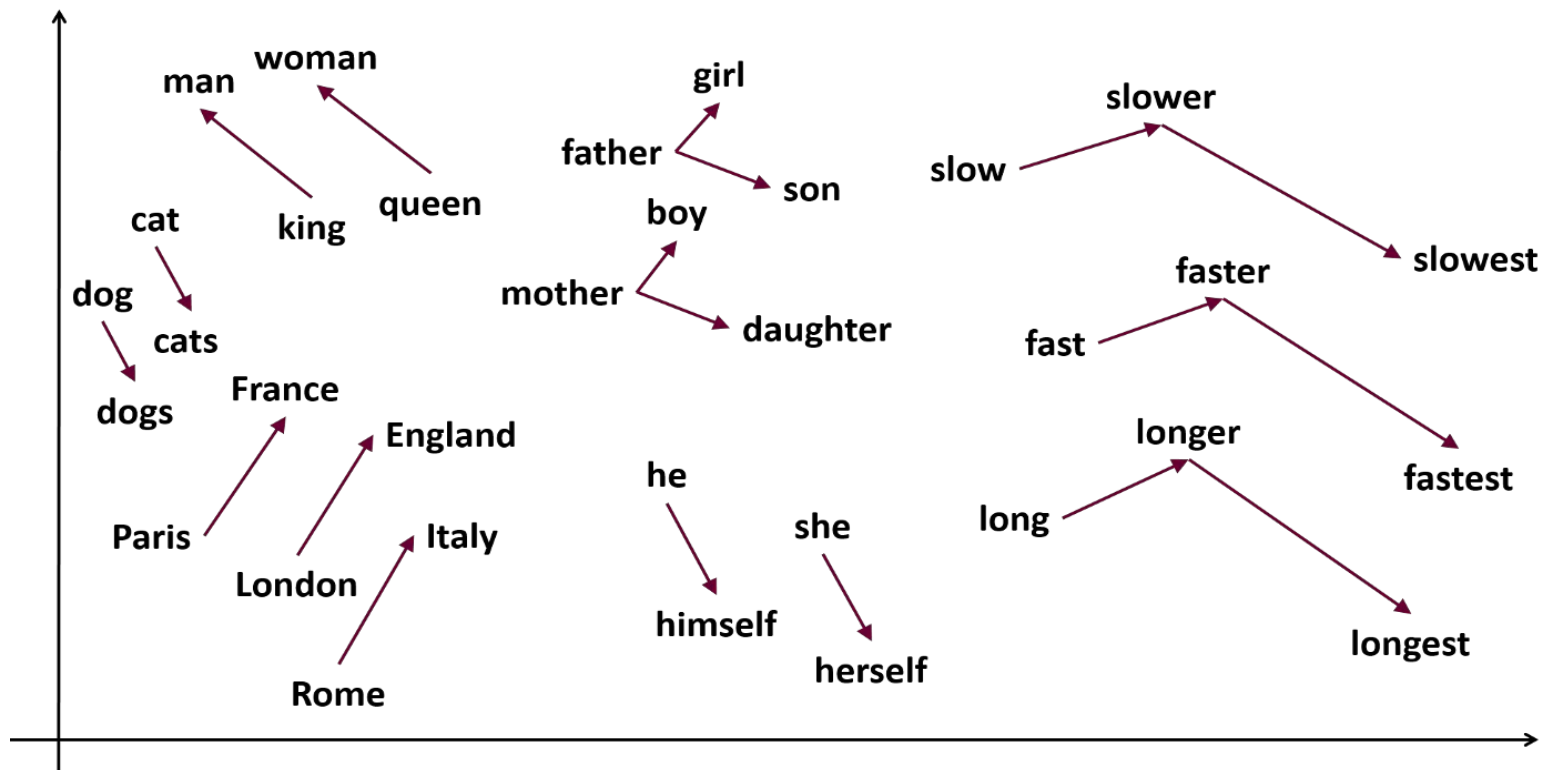 man
woman
king
queen
cat
cats
dog
dogs
France
Paris
England
London
Italy
Rome
girl
father
son
boy
mother
daughter
he
himself
she
herself
slower
slow
slowest
faster
fast
fastest
longer
long
longest